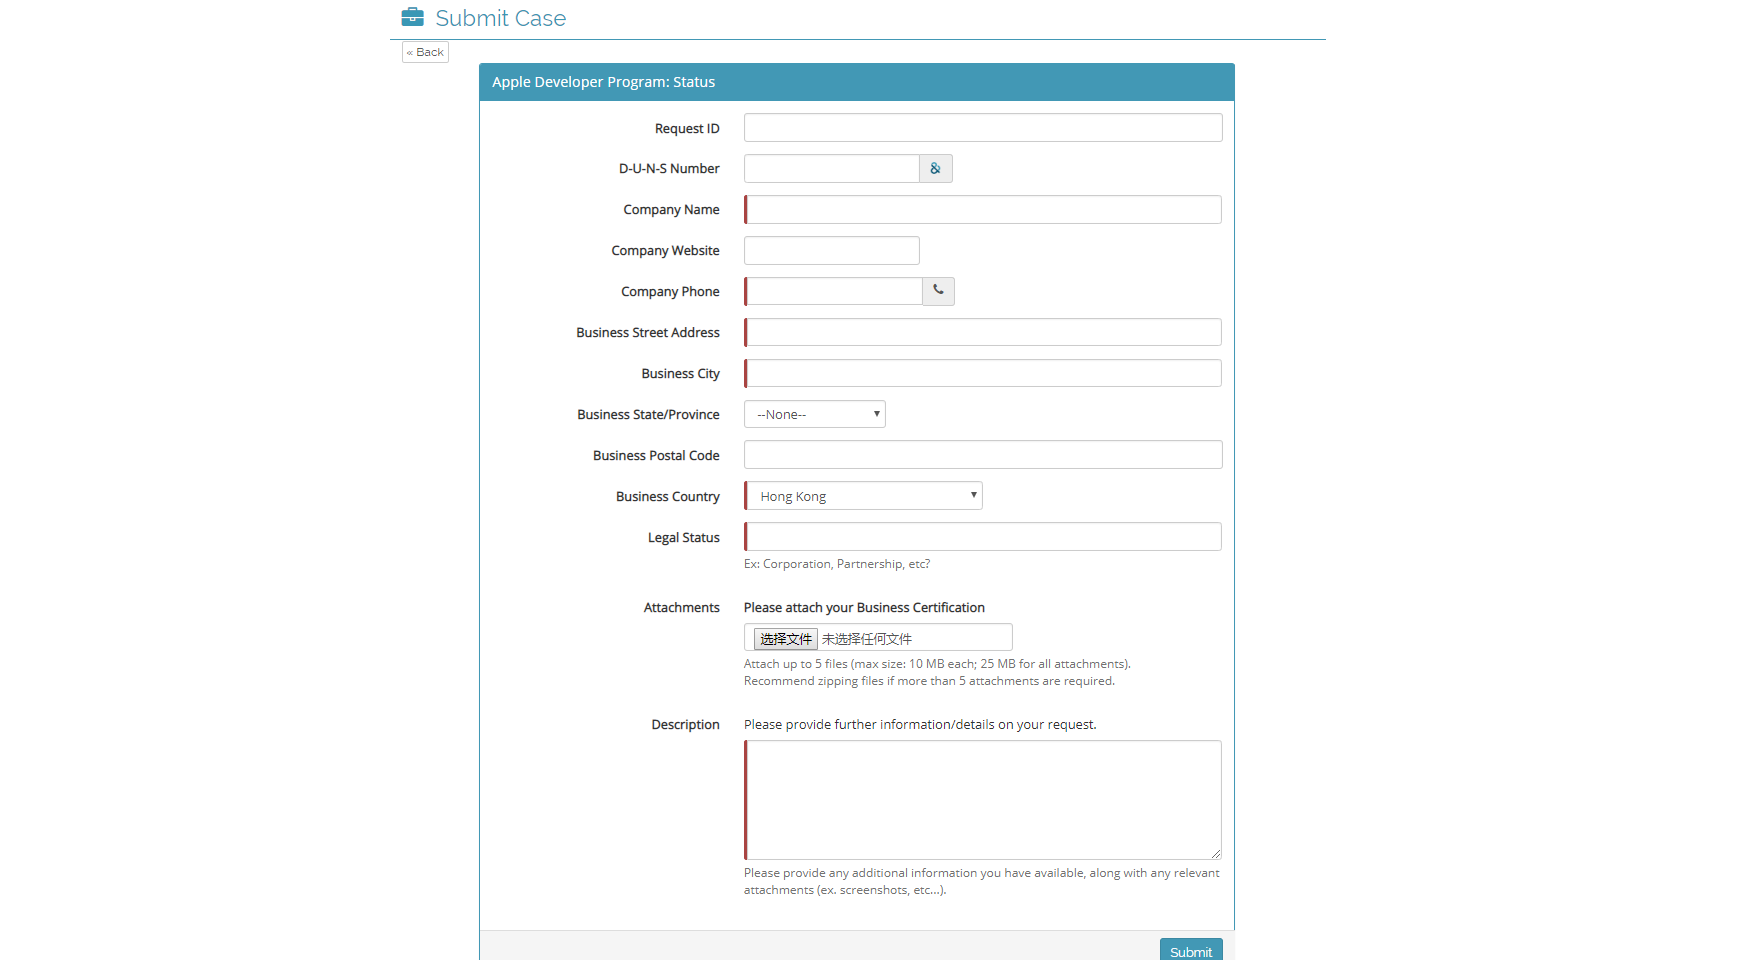 Submit Case
« Back
Apple Developer Program: Status
Request ID
D-U-N-S Number
Company Name
Company Website
Company Phone
Business Street Address
Business City
Business State/Province --None--
Business Postal Code
Business Country Hong Kong
Legal Status
Ex: Corporation, Partnership, etc?
Attachments Please attach your Business Certification
选择文件 未选择任何文件
Attach up to 5 files (max size: 10 MB each; 25 MB for all attachments).
Recommend zipping files if more than 5 attachments are required.
Description Please provide further information/details on your request.
Please provide any additional information you have available, along with any relevant
attachments (ex. screenshots, etc...).
Submit